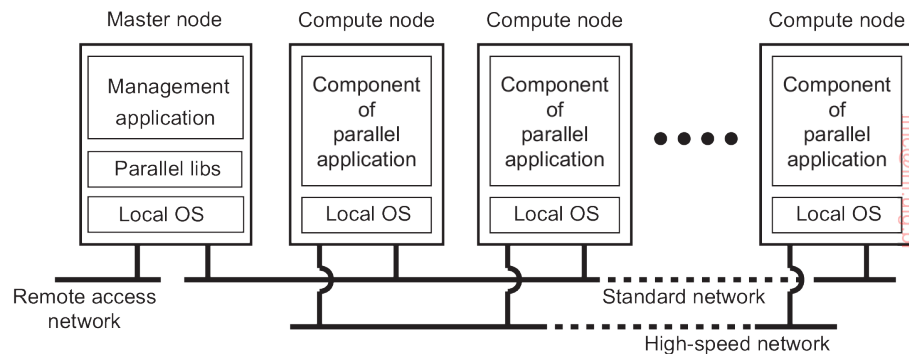 Master node
Compute node
Compute node
Compute node
Management
application
Parallel libs
Local OS
Component
of
parallel
application
Local OS
Component
of
parallel
application
Local OS
Component
of
parallel
application
Local OS
Remote access
network
Standard network
High-speed network